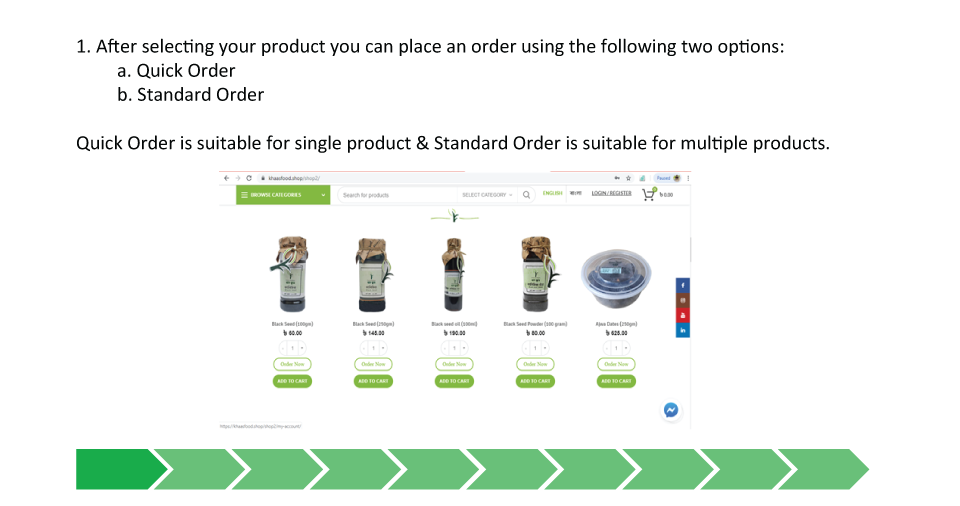 1. After selecting your product you can place an order using the following two options:
a. Quick Order
b. Standard Order
Quick Order is suitable for single product & Standard Order is suitable for multiple products.
khaasfood.shop/shop2/
Paused
BROWSE CATEGORIES
Search for products
SELECT CATEGORY
ENGLISH
বাংলা
LOGIN / REGISTER
0
৳ 0.00
Black Seed (100gm)
Black Seed (250gm)
Black seed oil (100ml)
Black Seed Powder (100 gram)
Ajwa Dates (250gm)
৳ 60.00
৳ 145.00
৳ 190.00
৳ 80.00
৳ 625.00
- 1 +
- 1 +
- 1 +
- 1 +
- 1 +
Order Now
Order Now
Order Now
Order Now
Order Now
ADD TO CART
ADD TO CART
ADD TO CART
ADD TO CART
ADD TO CART
https://khaasfood.shop/shop2/my-account/